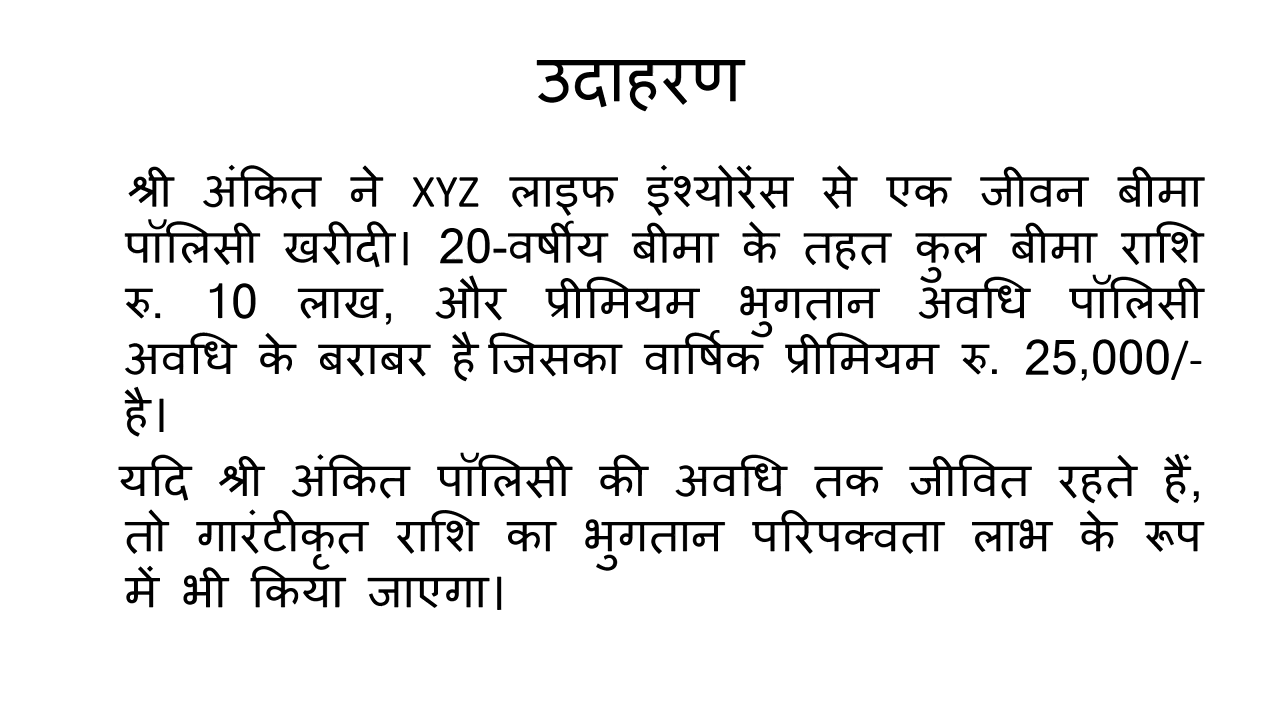 उदाहरण
श्री अंकित ने XYZ लाइफ इंश्योरेंस से एक जीवन बीमा
पॉलिसी खरीदी। 20-वर्षीय बीमा के तहत कुल बीमा राशि
रु. 10 लाख, और प्रीमियम भुगतान अवधि पॉलिसी
अवधि के बराबर है जिसका वार्षिक प्रीमियम रु. 25,000/-
है।
यदि श्री अंकित पॉलिसी की अवधि तक जीवित रहते हैं,
तो गारंटीकृत राशि का भुगतान परिपक्वता लाभ के रूप
में भी किया जाएगा।